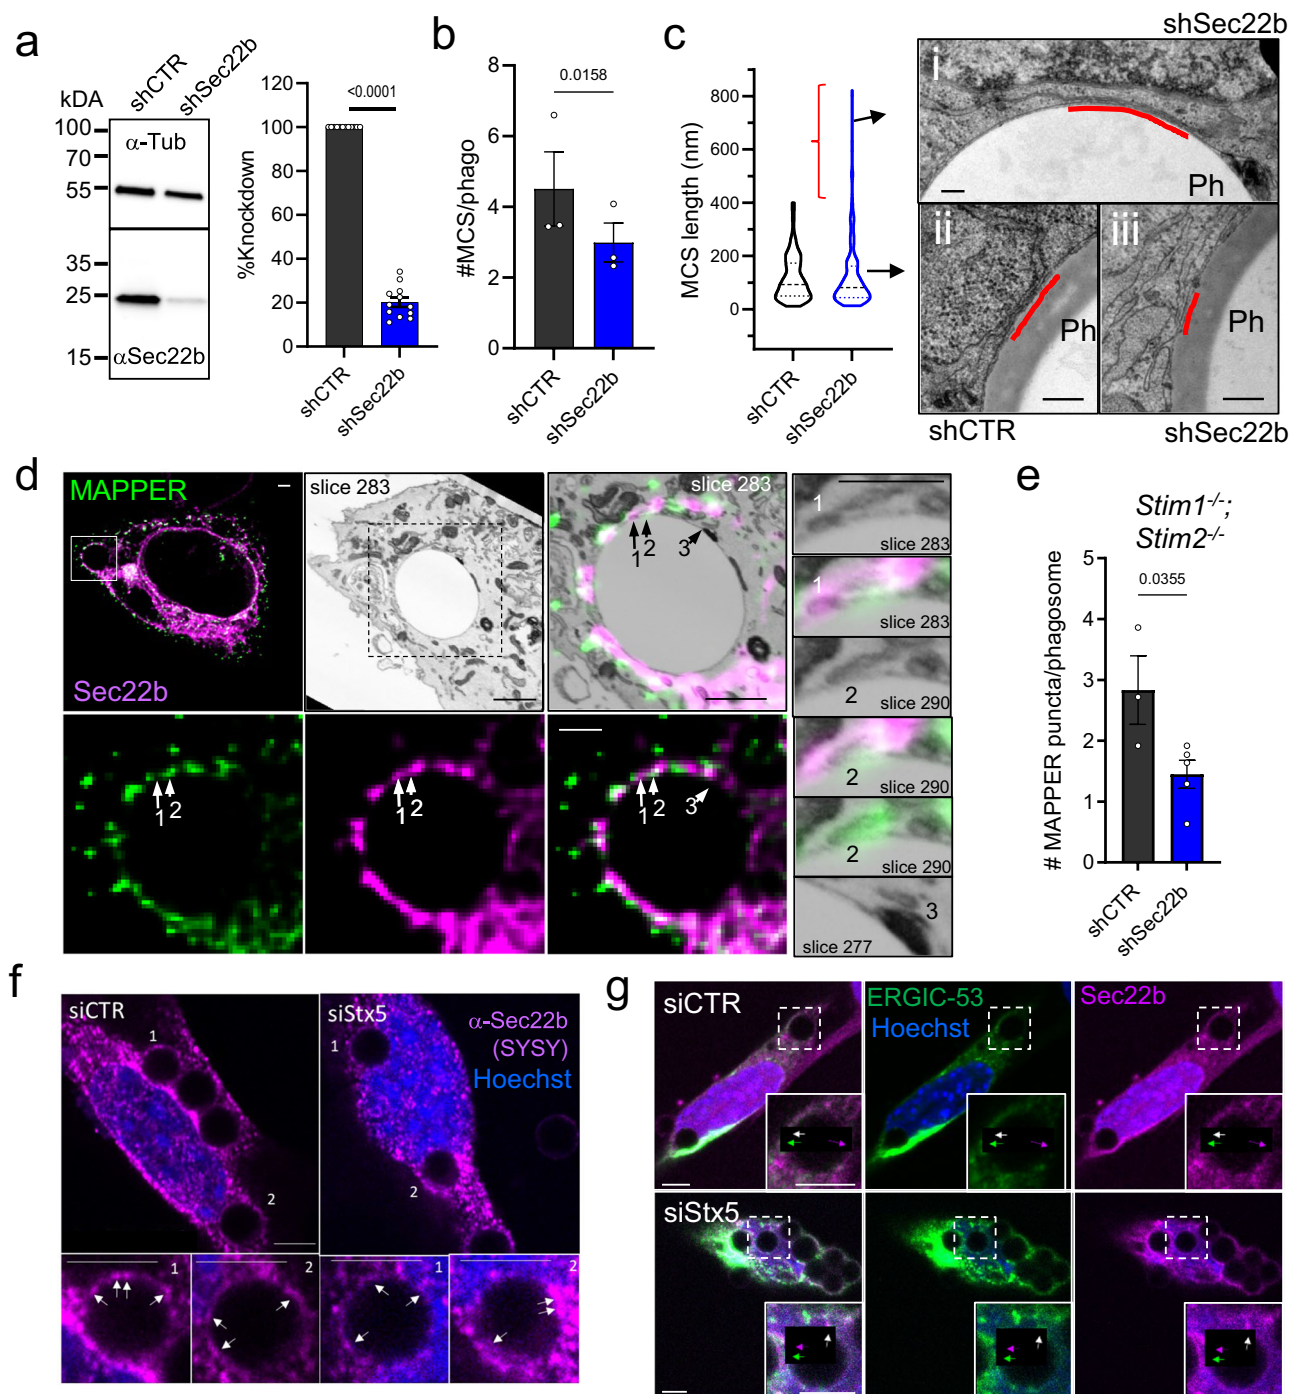 a
kDA
shCTR
shSec22b
100
70
55
35
25
15
α-Tub
αSec22b
%Knockdown
120
100
80
60
40
20
0
<0.0001
shCTR
shSec22b
b
#MCS/phago
8
6
4
2
0
0.0158
shCTR
shSec22b
c
MCS length (nm)
800
600
400
200
0
shCTR
shSec22b
shSec22b
i
Ph
ii
Ph
shCTR
iii
Ph
shSec22b
d
MAPPER
Sec22b
slice 283
slice 283
1
2
3
1
2
1
2
1
2
3
1
slice 283
1
slice 283
2
slice 290
2
slice 290
2
slice 290
3
slice 277
e
Stim1-/-;
Stim2-/-
# MAPPER puncta/phagosome
5
4
3
2
1
0
0.0355
shCTR
shSec22b
f
siCTR
1
2
siStx5
1
2
α-Sec22b
(SYSY)
Hoechst
1
2
1
2
g
siCTR
ERGIC-53
Hoechst
Sec22b
siStx5